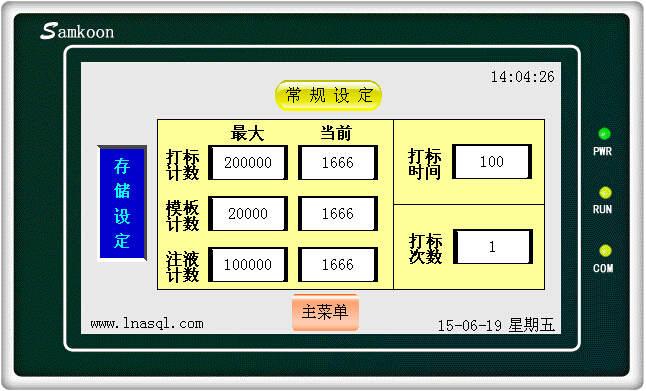 Samkoon
14:04:26
常规设定
最大 当前
打标计数 200000 1666
打标时间 100
存储设定
模板计数 20000 1666
打标次数 1
注液计数 100000 1666
主菜单
www.lnasql.com
15-06-19 星期五
PWR
RUN
COM